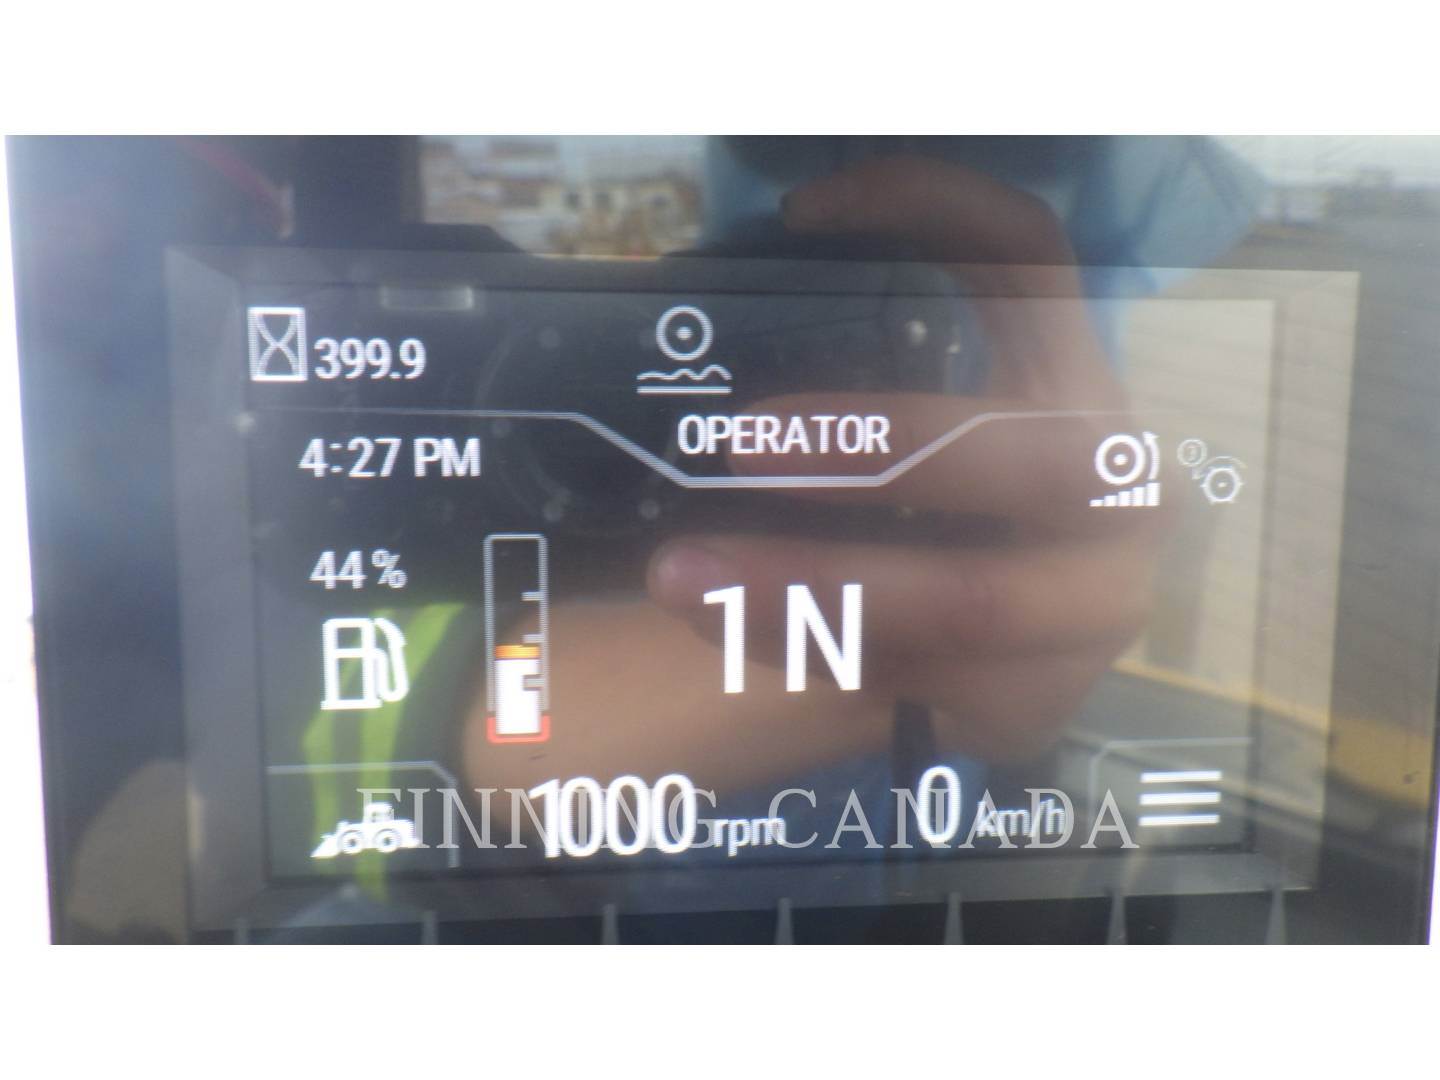 399.9
OPERATOR
4:27 PM
44%
1N
1000 rpm 0 km/h
FINNING CANADA